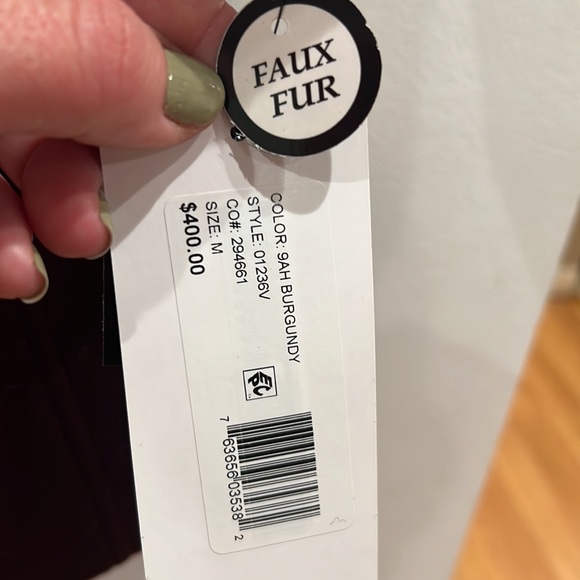 FAUX
FUR
COLOR: 9AH BURGUNDY
STYLE: 01236V
CO#: 294661
SIZE: M
$400.00
7 63656 03538 2